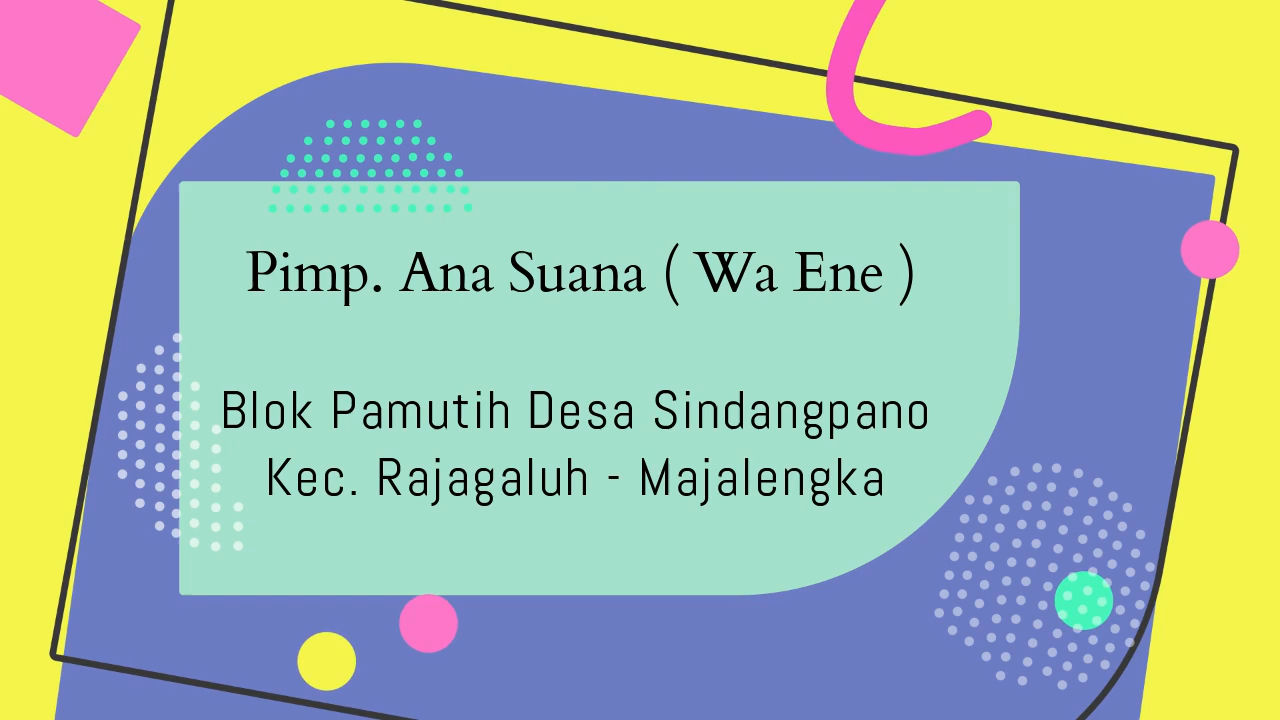 Pimp. Ana Suana ( Wa Ene )
Blok Pamutih Desa Sindangpano
Kec. Rajagaluh - Majalengka